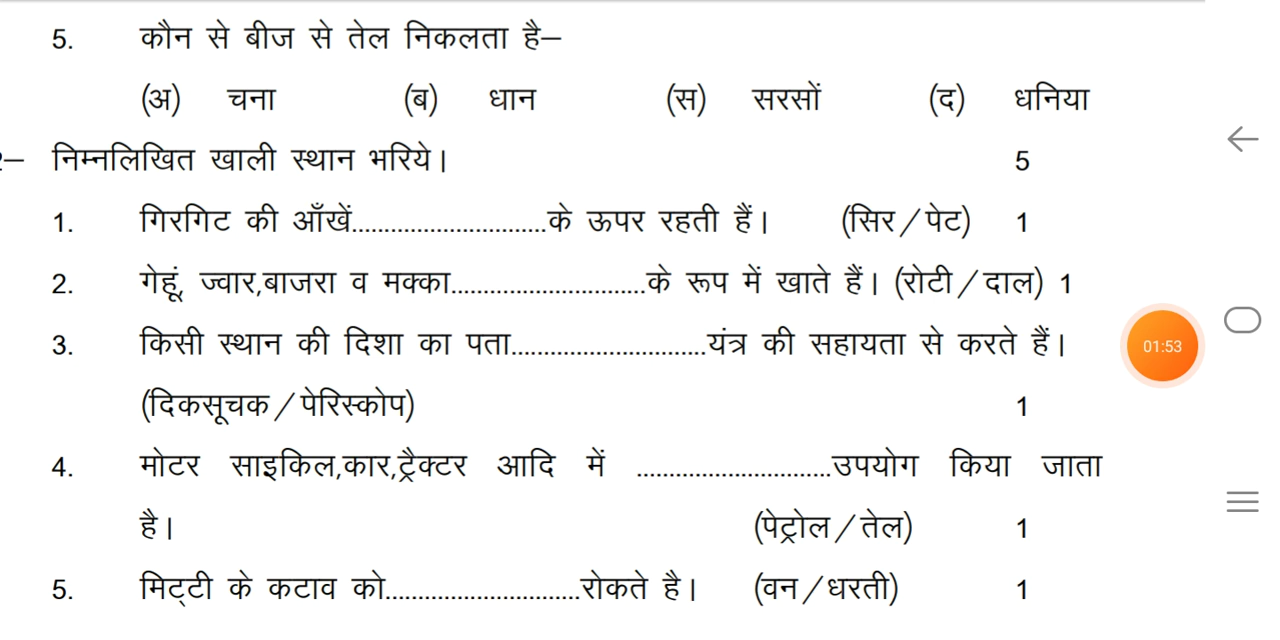 5. कौन से बीज से तेल निकलता है–
(अ) चना (ब) धान (स) सरसों (द) धनिया
– निम्नलिखित खाली स्थान भरिये। 5
1. गिरगिट की आँखें..............................के ऊपर रहती हैं। (सिर/पेट) 1
2. गेहूं, ज्वार,बाजरा व मक्का..............................के रूप में खाते हैं। (रोटी/दाल) 1
3. किसी स्थान की दिशा का पता..............................यंत्र की सहायता से करते हैं।
01:53
(दिकसूचक/पेरिस्कोप) 1
4. मोटर साइकिल,कार,ट्रैक्टर आदि में ..............................उपयोग किया जाता
है। (पेट्रोल/तेल) 1
5. मिट्टी के कटाव को..............................रोकते है। (वन/धरती) 1